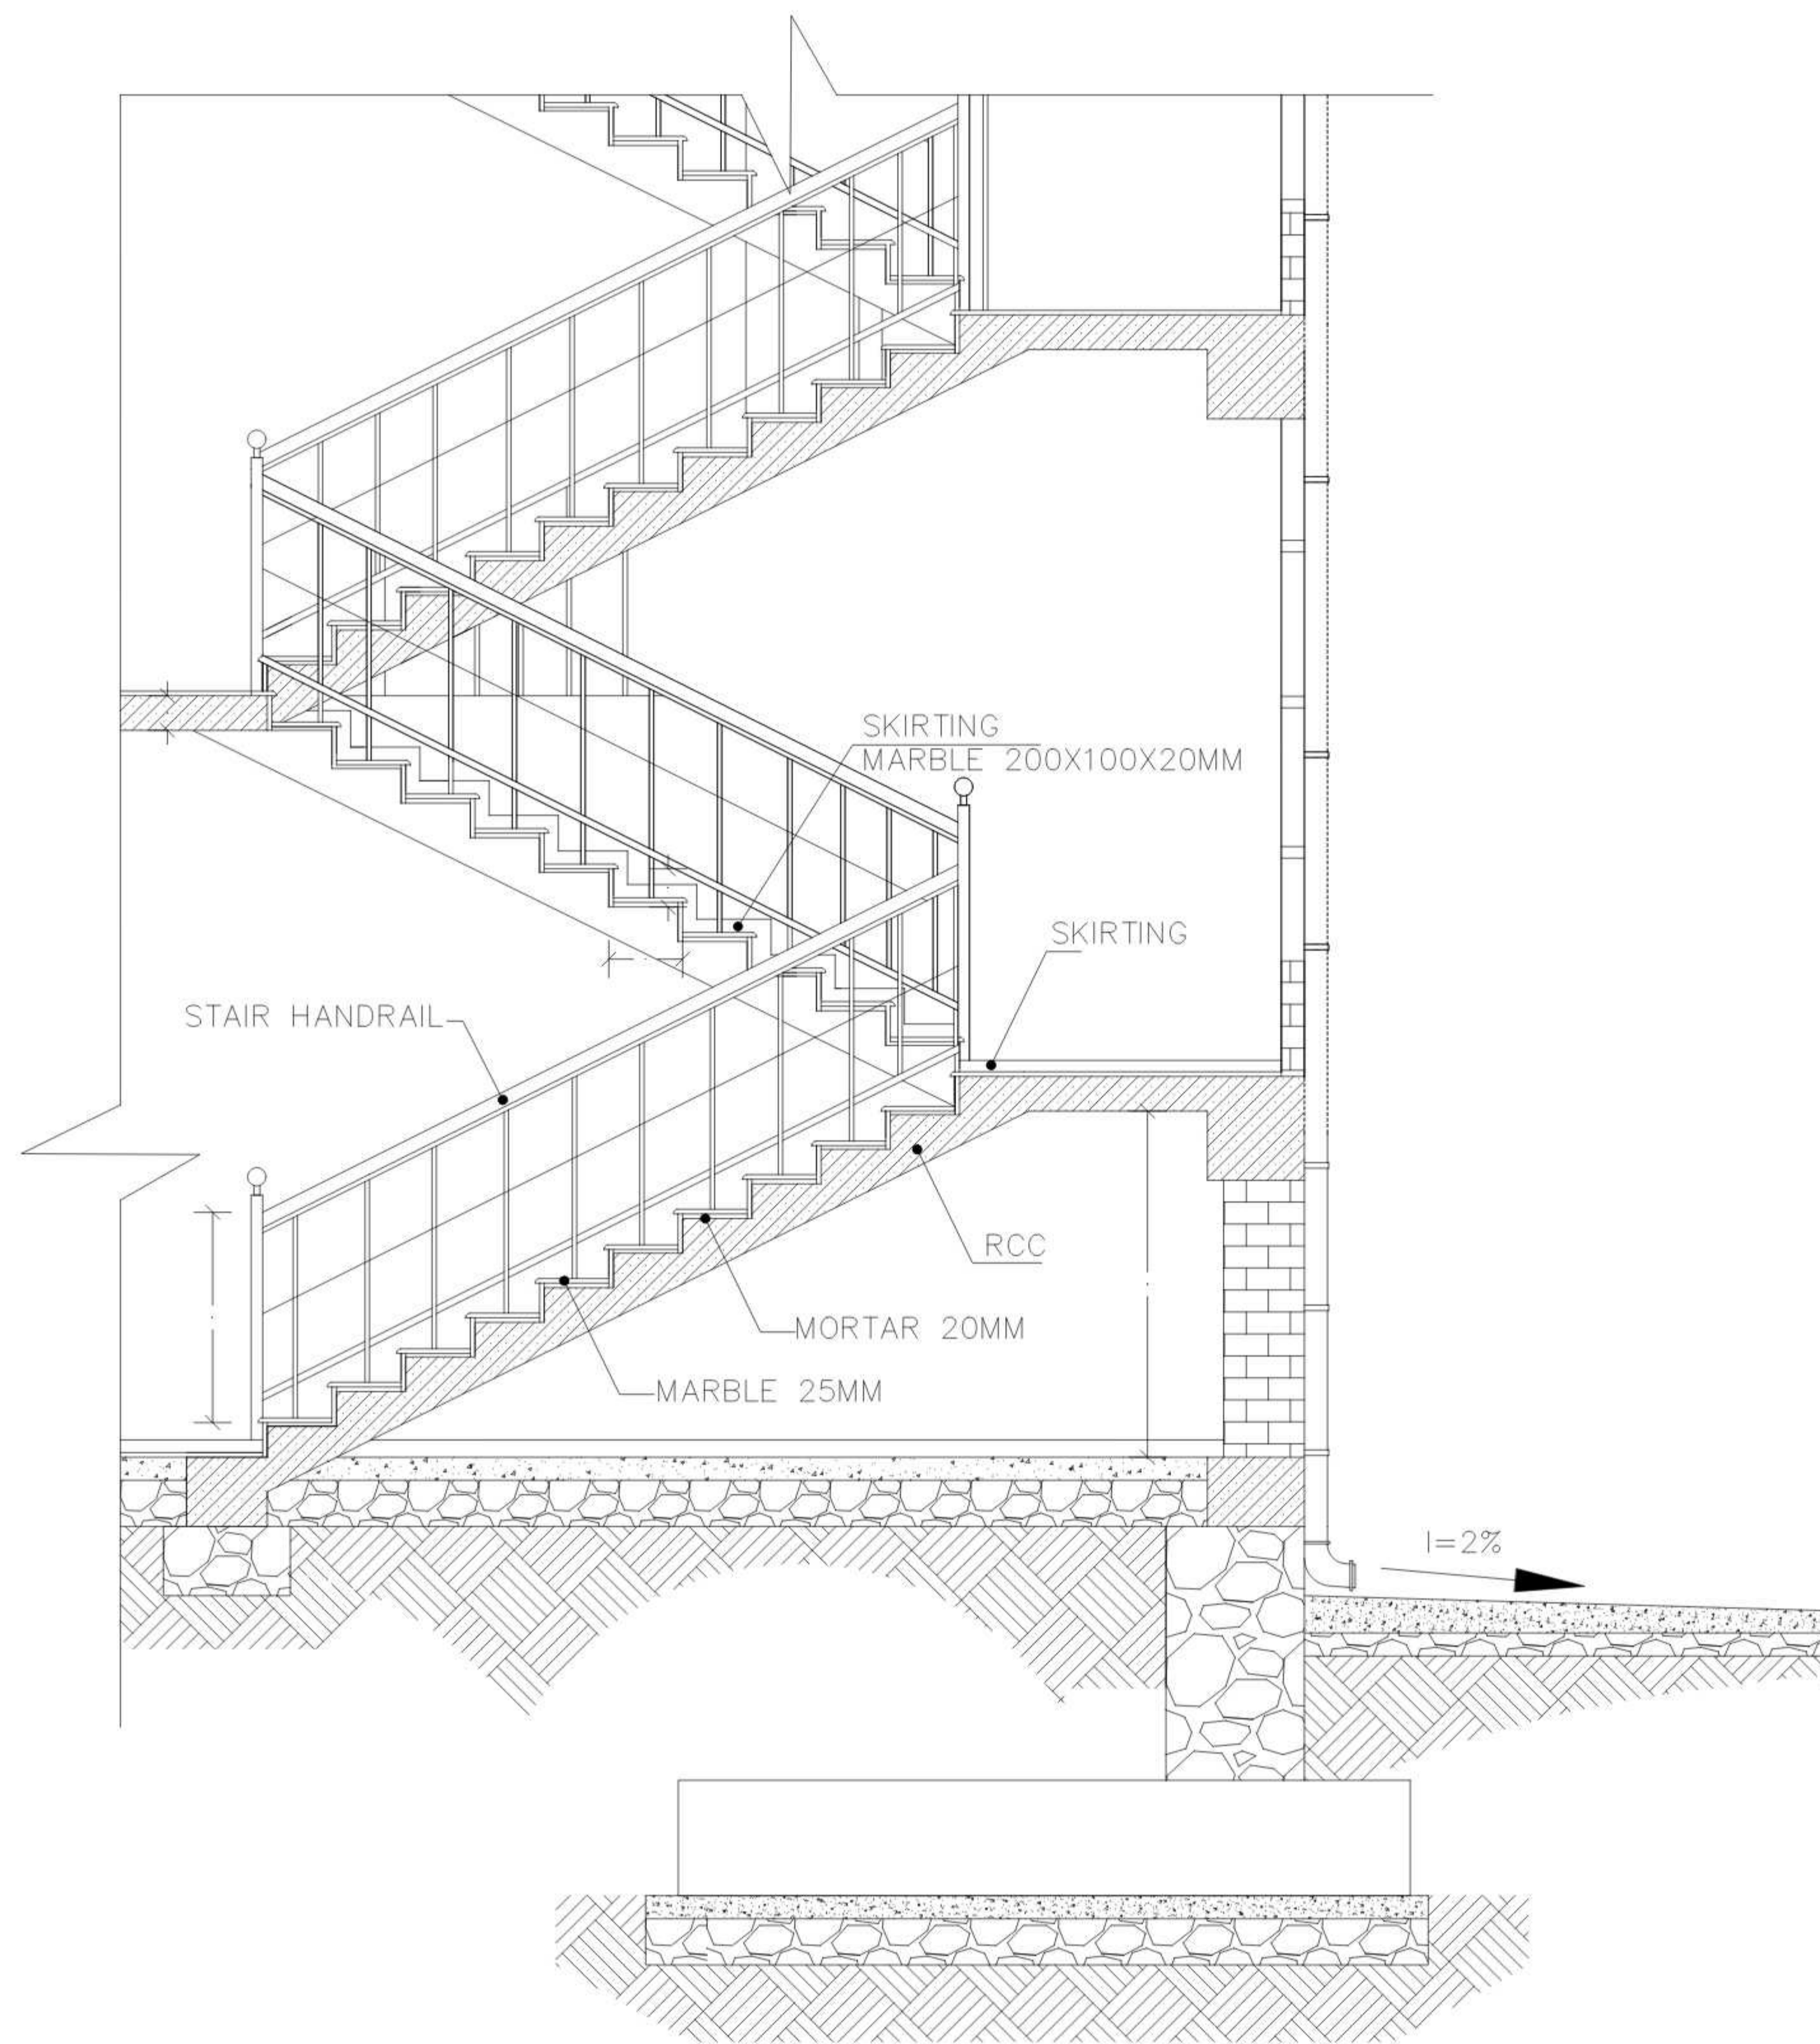 SKIRTING
MARBLE 200X100X20MM
SKIRTING
STAIR HANDRAIL
RCC
MORTAR 20MM
MARBLE 25MM
I=2%